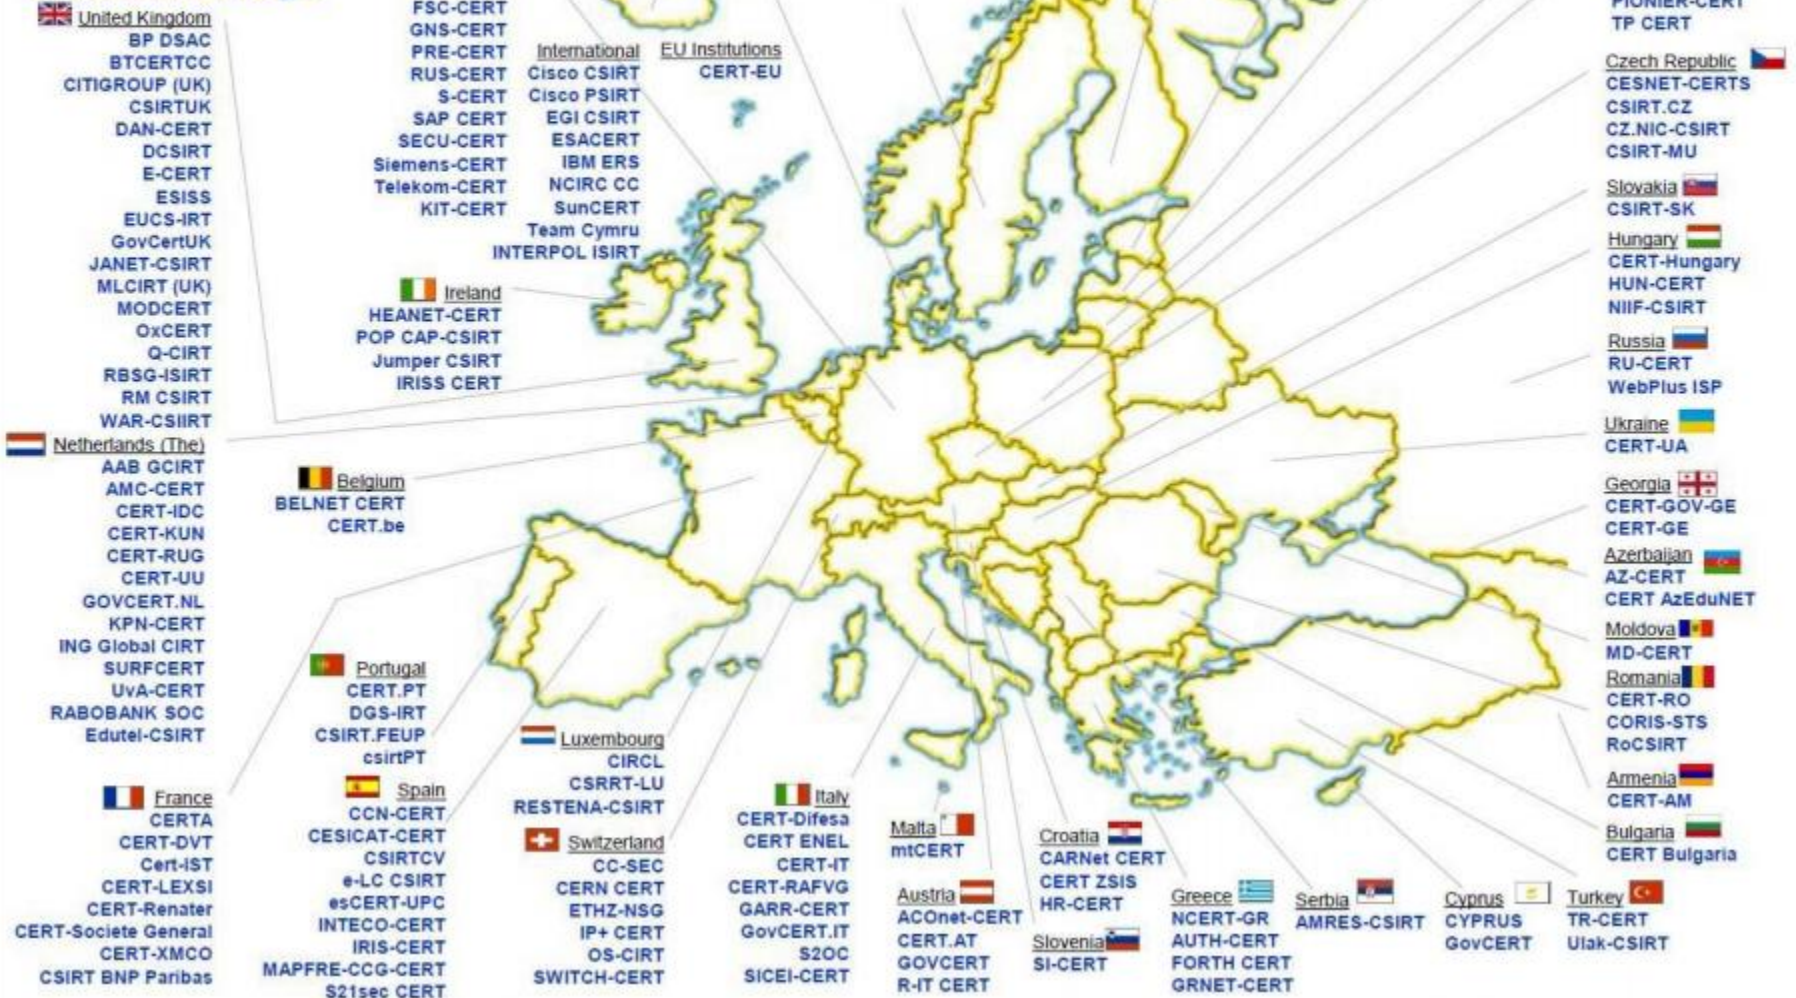 United Kingdom
BP DSAC
BTCERTCC
CITIGROUP (UK)
CSIRTUK
DAN-CERT
DCSIRT
E-CERT
ESISS
EUCS-IRT
GovCertUK
JANET-CSIRT
MLCIRT (UK)
MODCERT
OxCERT
Q-CIRT
RBSG-ISIRT
RM CSIRT
WAR-CSIIRT
Netherlands (The)
AAB GCIRT
AMC-CERT
CERT-IDC
CERT-KUN
CERT-RUG
CERT-UU
GOVCERT.NL
KPN-CERT
ING Global CIRT
SURFCERT
UvA-CERT
RABOBANK SOC
Edutel-CSIRT
France
CERTA
CERT-DVT
Cert-IST
CERT-LEXSI
CERT-Renater
CERT-Societe General
CERT-XMCO
CSIRT BNP Paribas
FSC-CERT
GNS-CERT
PRE-CERT
RUS-CERT
S-CERT
SAP CERT
SECU-CERT
Siemens-CERT
Telekom-CERT
KIT-CERT
International
Cisco CSIRT
Cisco PSIRT
EGI CSIRT
ESACERT
IBM ERS
NCIRC CC
SunCERT
Team Cymru
INTERPOL ISIRT
EU Institutions
CERT-EU
Ireland
HEANET-CERT
POP CAP-CSIRT
Jumper CSIRT
IRISS CERT
Belgium
BELNET CERT
CERT.be
Portugal
CERT.PT
DGS-IRT
CSIRT.FEUP
csirtPT
Spain
CCN-CERT
CESICAT-CERT
CSIRTCV
e-LC CSIRT
esCERT-UPC
INTECO-CERT
IRIS-CERT
MAPFRE-CCG-CERT
S21sec CERT
Luxembourg
CIRCL
CSRRT-LU
RESTENA-CSIRT
Switzerland
CC-SEC
CERN CERT
ETHZ-NSG
IP+ CERT
OS-CIRT
SWITCH-CERT
Italy
CERT-Difesa
CERT ENEL
CERT-IT
CERT-RAFVG
GARR-CERT
GovCERT.IT
S2OC
SICEI-CERT
Malta
mtCERT
Austria
ACOnet-CERT
CERT.AT
GOVCERT
R-IT CERT
Croatia
CARNet CERT
CERT ZSIS
HR-CERT
Slovenia
SI-CERT
Greece
NCERT-GR
AUTH-CERT
FORTH CERT
GRNET-CERT
Serbia
AMRES-CSIRT
Cyprus
CYPRUS
GovCERT
Turkey
TR-CERT
Ulak-CSIRT
PIONIER-CERT
TP CERT
Czech Republic
CESNET-CERTS
CSIRT.CZ
CZ.NIC-CSIRT
CSIRT-MU
Slovakia
CSIRT-SK
Hungary
CERT-Hungary
HUN-CERT
NIIF-CSIRT
Russia
RU-CERT
WebPlus ISP
Ukraine
CERT-UA
Georgia
CERT-GOV-GE
CERT-GE
Azerbaijan
AZ-CERT
CERT AzEduNET
Moldova
MD-CERT
Romania
CERT-RO
CORIS-STS
RoCSIRT
Armenia
CERT-AM
Bulgaria
CERT Bulgaria